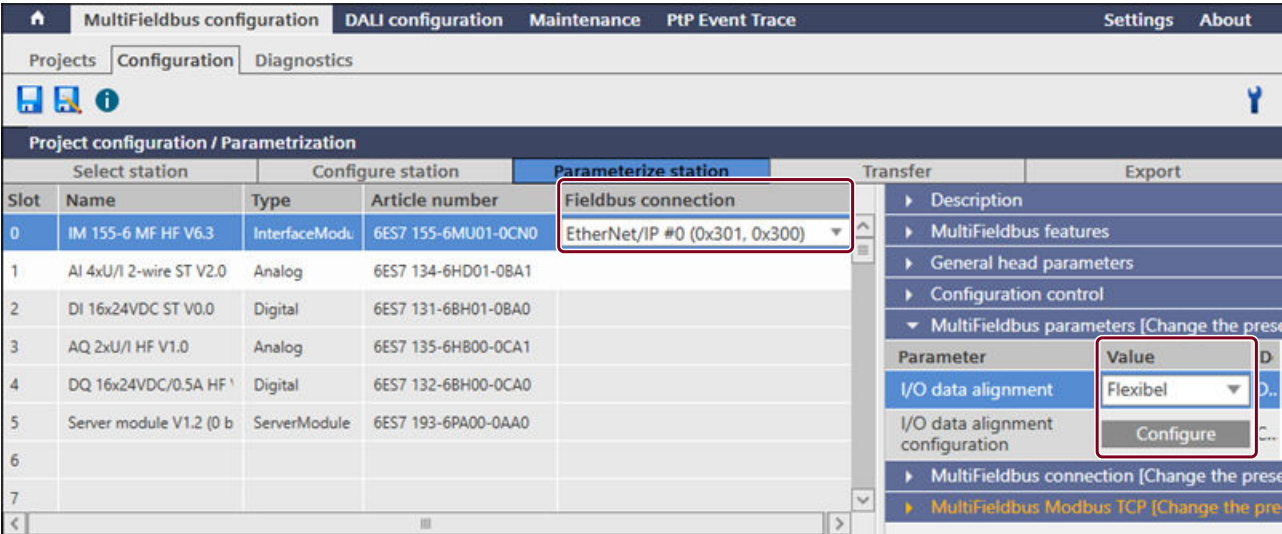 MultiFieldbus configuration DALI configuration Maintenance PtP Event Trace Settings About
Projects Configuration Diagnostics
Project configuration / Parametrization
Select station Configure station Parameterize station Transfer Export
Slot Name Type Article number Fieldbus connection
0 IM 155-6 MF HF V6.3 InterfaceModu 6ES7 155-6MU01-0CN0 EtherNet/IP #0 (0x301, 0x300)
1 AI 4xU/I 2-wire ST V2.0 Analog 6ES7 134-6HD01-0BA1
2 DI 16x24VDC ST V0.0 Digital 6ES7 131-6BH01-0BA0
3 AQ 2xU/I HF V1.0 Analog 6ES7 135-6HB00-0CA1
4 DQ 16x24VDC/0.5A HF Digital 6ES7 132-6BH00-0CA0
5 Server module V1.2 (0 b ServerModule 6ES7 193-6PA00-0AA0
6
7
Description
MultiFieldbus features
General head parameters
Configuration control
MultiFieldbus parameters [Change the prese
Parameter Value D
I/O data alignment Flexibel D..
I/O data alignment
configuration Configure C...
MultiFieldbus connection [Change the prese
MultiFieldbus Modbus TCP [Change the pre